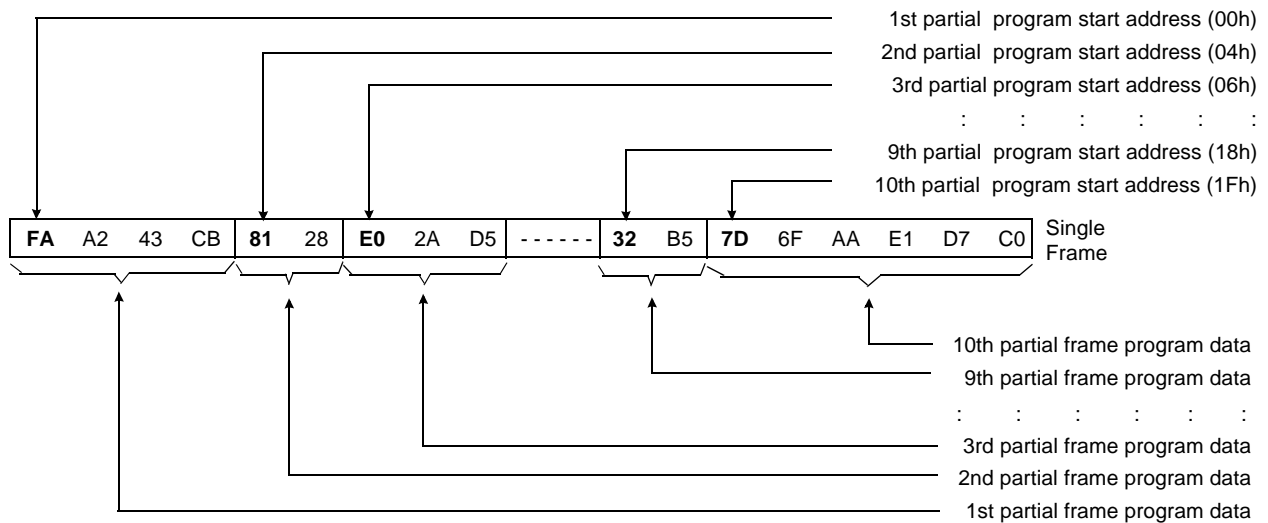 1st partial program start address (00h)
2nd partial program start address (04h)
3rd partial program start address (06h)
: : : : : :
9th partial program start address (18h)
10th partial program start address (1Fh)
FA A2 43 CB 81 28 E0 2A D5 ------ 32 B5 7D 6F AA E1 D7 C0
Single
Frame
10th partial frame program data
9th partial frame program data
: : : : : :
3rd partial frame program data
2nd partial frame program data
1st partial frame program data